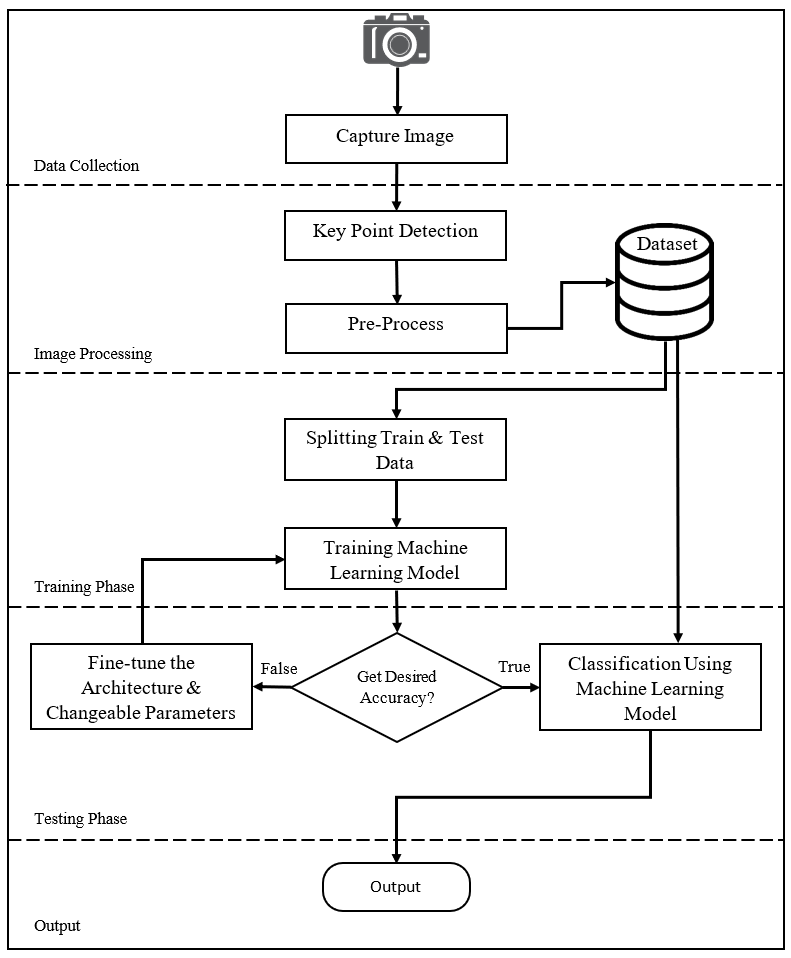 Capture Image
Data Collection
Key Point Detection
Dataset
Pre-Process
Image Processing
Splitting Train & Test
Data
Training Machine
Learning Model
Training Phase
Fine-tune the
Architecture &
Changeable Parameters
False
Get Desired
Accuracy?
True
Classification Using
Machine Learning
Model
Testing Phase
Output
Output